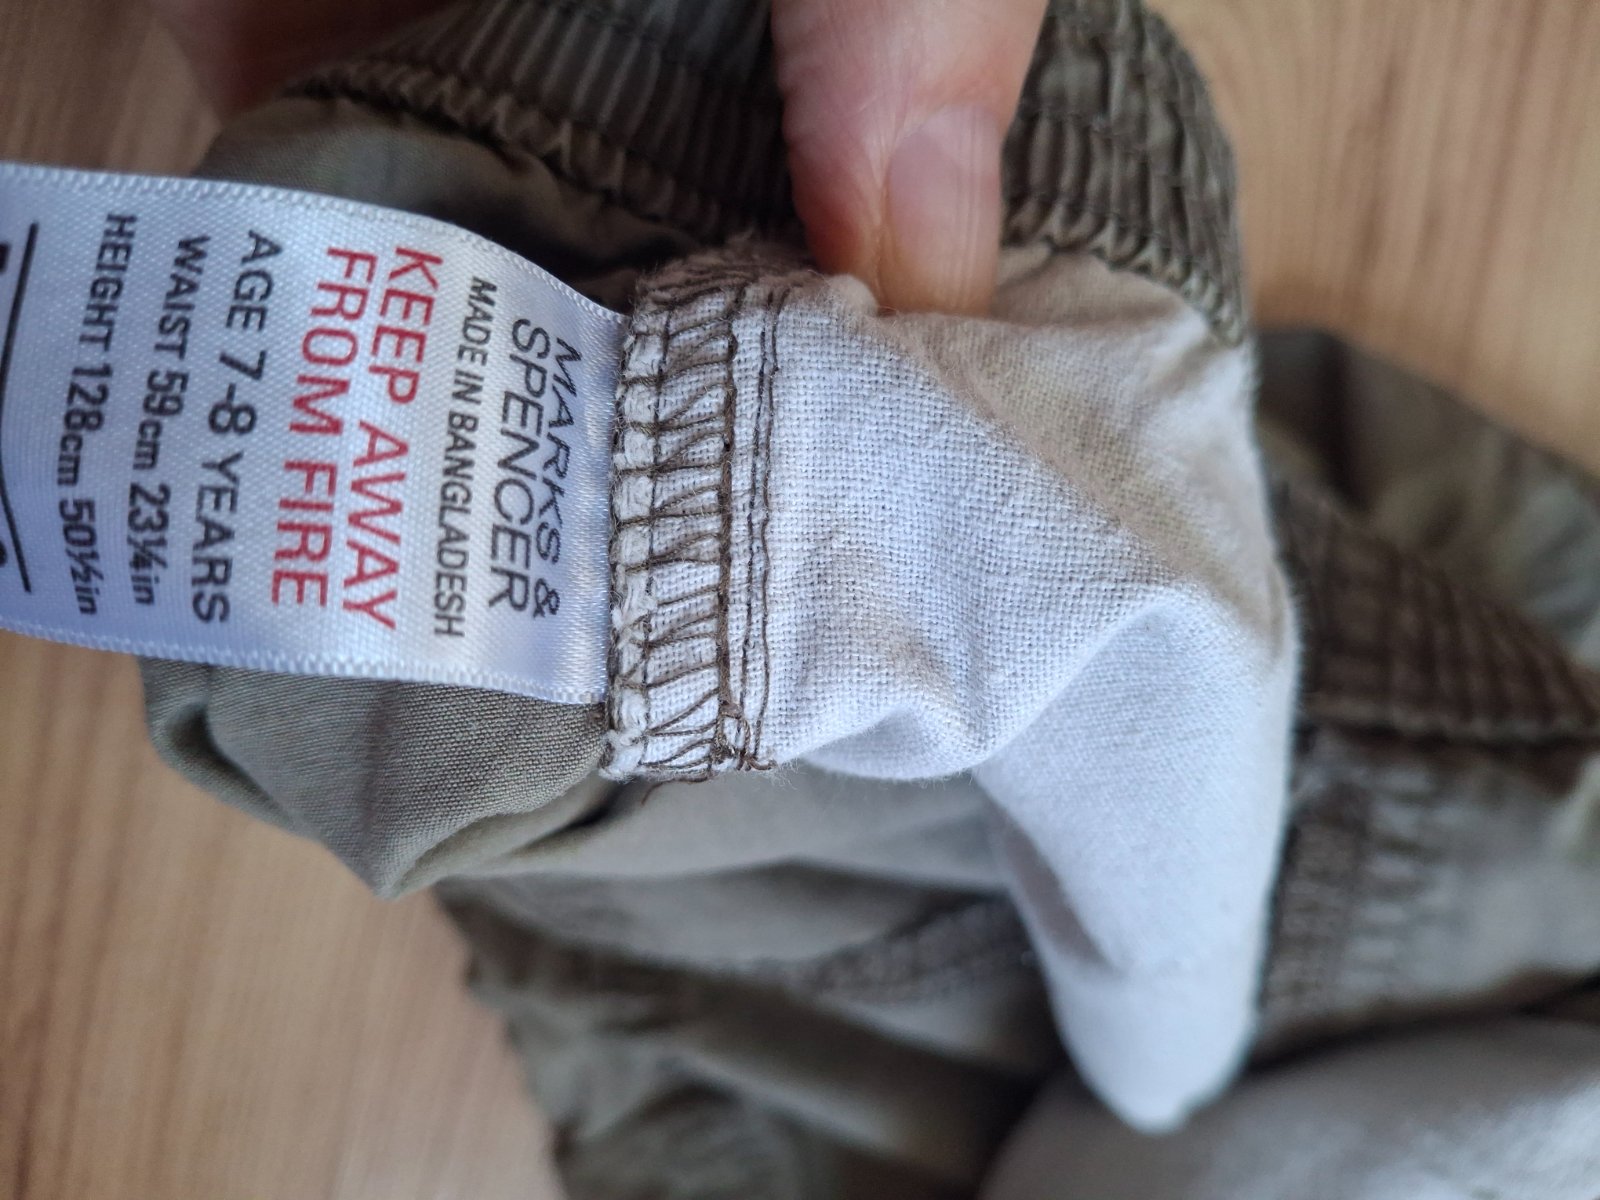 MARKS &
SPENCER
MADE IN BANGLADESH
KEEP AWAY
FROM FIRE
AGE 7-8 YEARS
WAIST 59cm 23¼in
HEIGHT 128cm 50½in